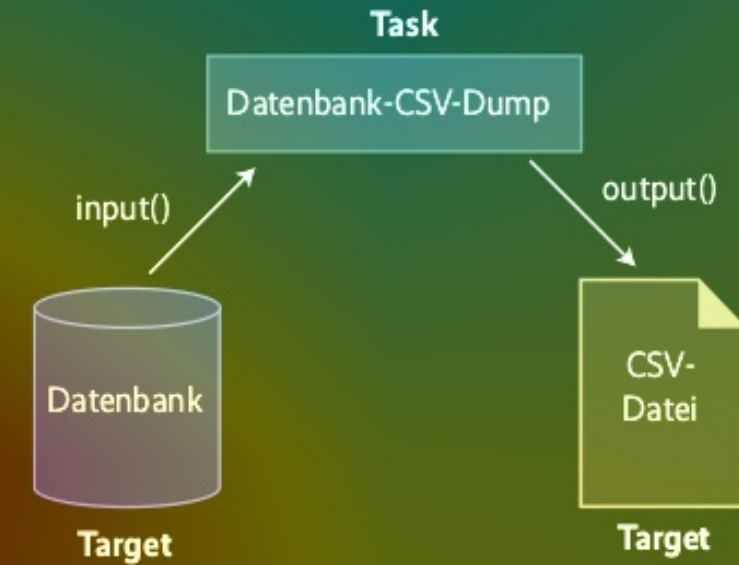 Task
Datenbank-CSV-Dump
input()
output()
Datenbank
CSV-
Datei
Target
Target